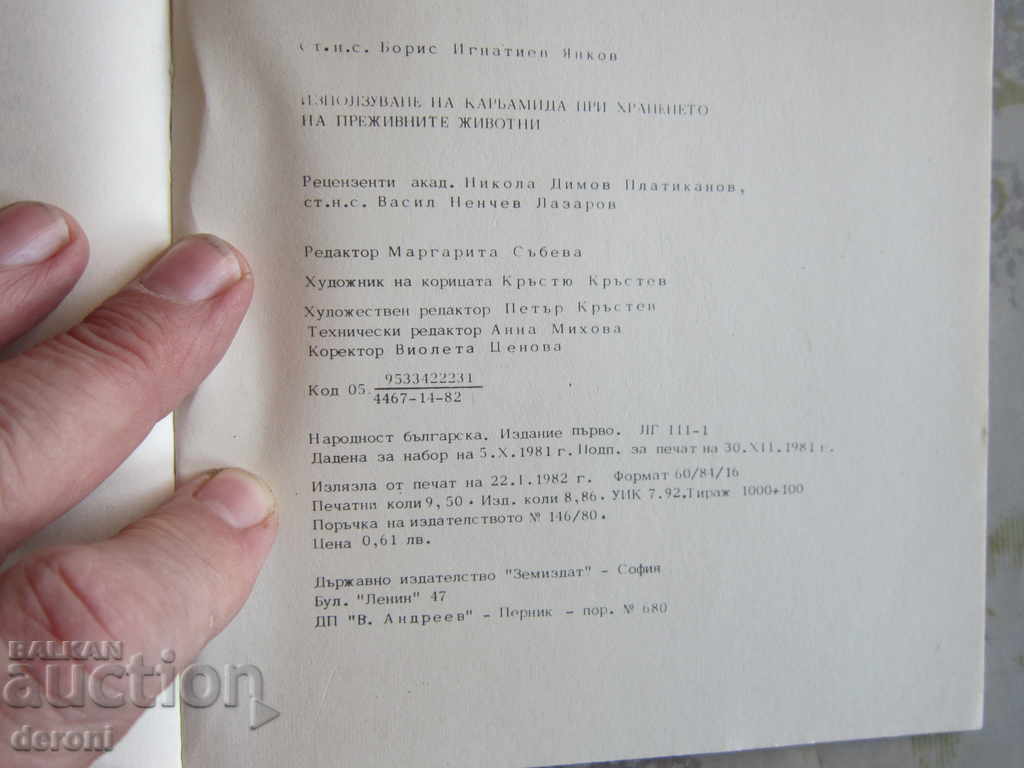 ст.н.с. Борис Игнатиев Янков
ИЗПОЛЗУВАНЕ НА КАРБАМИДА ПРИ ХРАНЕНЕТО
НА ПРЕЖИВНИТЕ ЖИВОТНИ
Рецензенти акад. Никола Димов Платиканов,
ст.н.с. Васил Ненчев Лазаров
Редактор Маргарита Събева
Художник на корицата Кръстю Кръстев
Художествен редактор Петър Кръстев
Технически редактор Анна Михова
Коректор Виолета Ценова
Код 05 9533422231
4467-14-82
Народност българска. Издание първо. ЛГ III-1
Дадена за набор на 5.X.1981 г. Подп. за печат на 30.XII.1981 г.
Излязла от печат на 22.I.1982 г. Формат 60/84/16
Печатни коли 9,50. Изд. коли 8,86. УИК 7.92. Тираж 1000+100
Поръчка на издателството № 146/80.
Цена 0,61 лв.
Държавно издателство "Земиздат" - София
Бул. "Ленин" 47
ДП "В. Андреев" - Перник - пор. № 680
BALKAN
auction
deroni